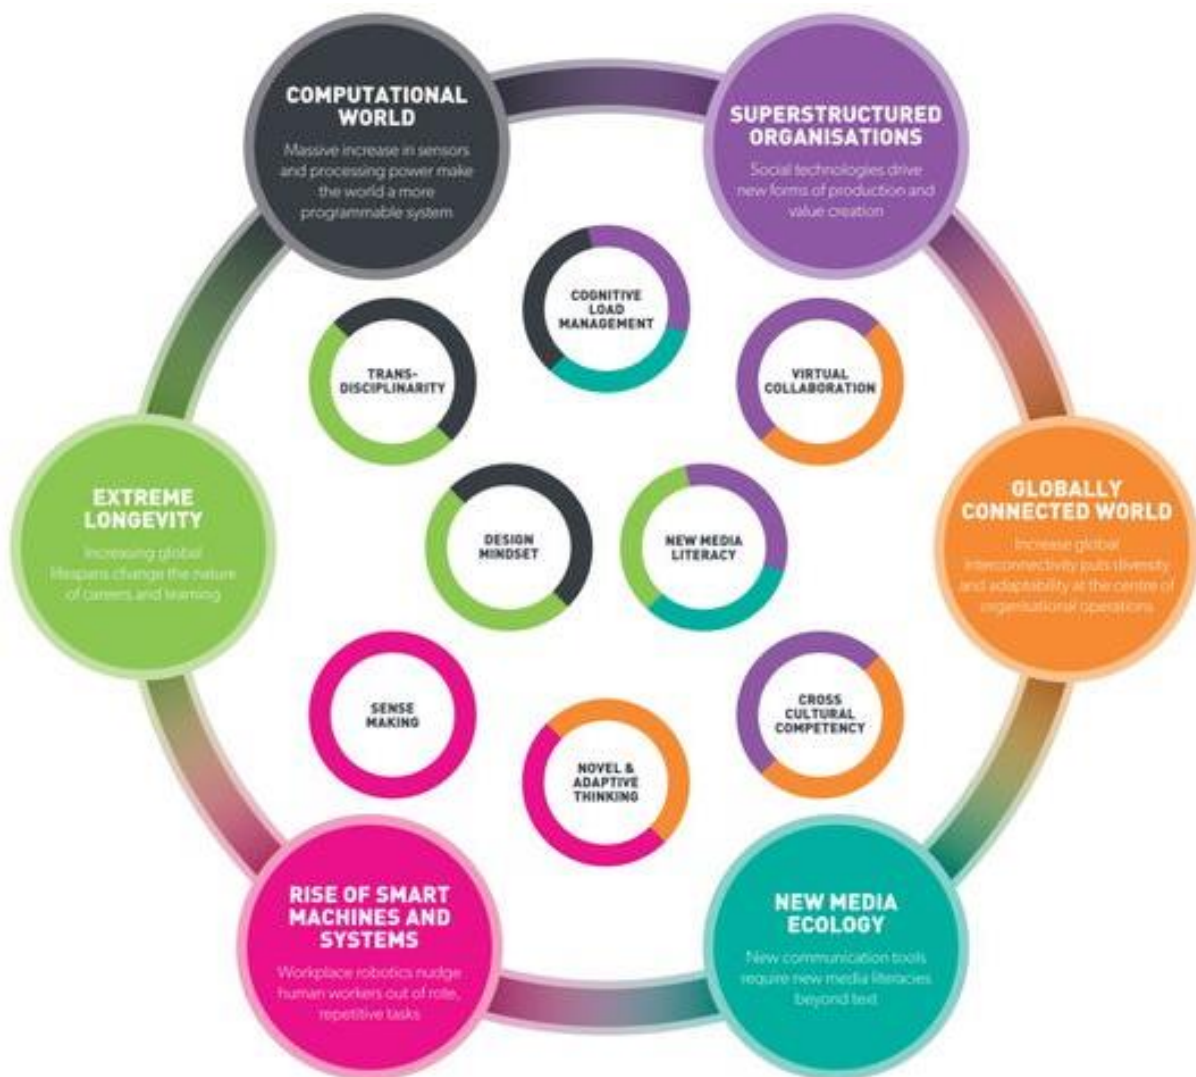 COMPUTATIONAL
WORLD
Massive increase in sensors
and processing power make
the world a more
programmable system
SUPERSTRUCTURED
ORGANISATIONS
Social technologies drive
new forms of production and
value creation
COGNITIVE
LOAD
MANAGEMENT
TRANS-
DISCIPLINARITY
VIRTUAL
COLLABORATION
EXTREME
LONGEVITY
Increasing global
lifespans change the nature
of careers and learning
DESIGN
MINDSET
NEW MEDIA
LITERACY
GLOBALLY
CONNECTED WORLD
Increase global
interconnectivity puts diversity
and adaptability at the centre of
organisational operations
SENSE
MAKING
NOVEL &
ADAPTIVE
THINKING
CROSS
CULTURAL
COMPETENCY
RISE OF SMART
MACHINES AND
SYSTEMS
Workplace robotics nudge
human workers out of rote,
repetitive tasks
NEW MEDIA
ECOLOGY
New communication tools
require new media literacies
beyond text